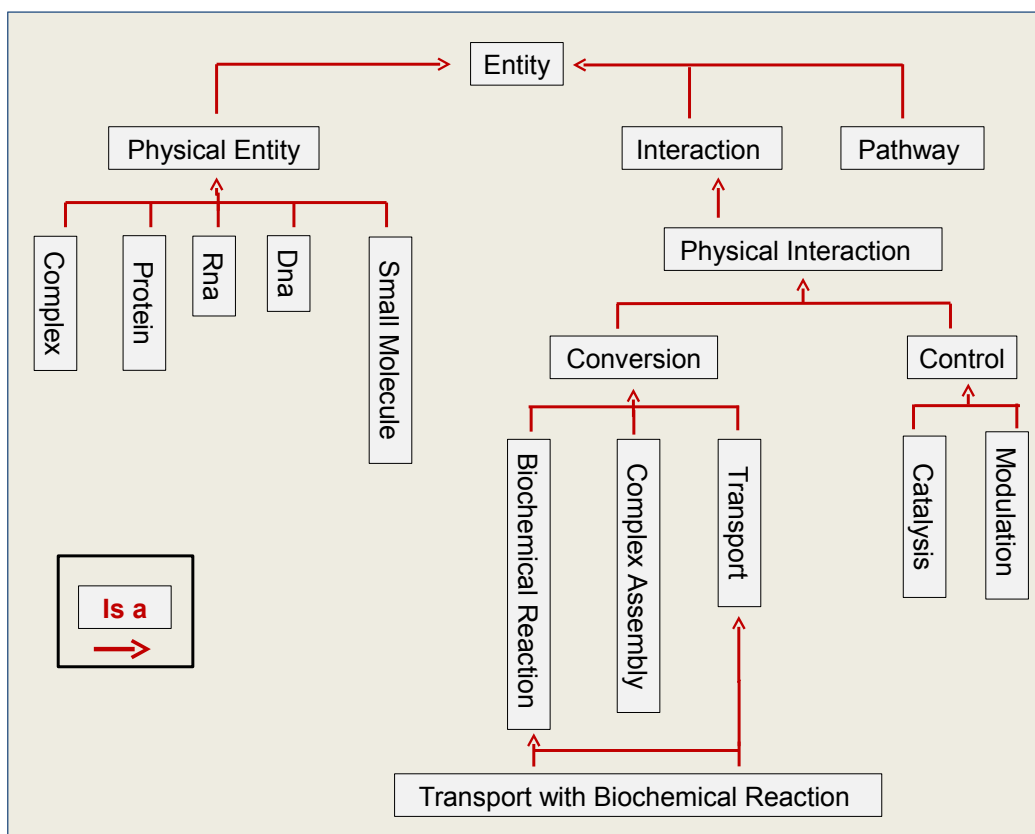 Entity
Physical Entity
Interaction
Pathway
Physical Interaction
Complex
Protein
Rna
Dna
Small Molecule
Conversion
Control
Biochemical Reaction
Complex Assembly
Transport
Catalysis
Modulation
Is a
Transport with Biochemical Reaction